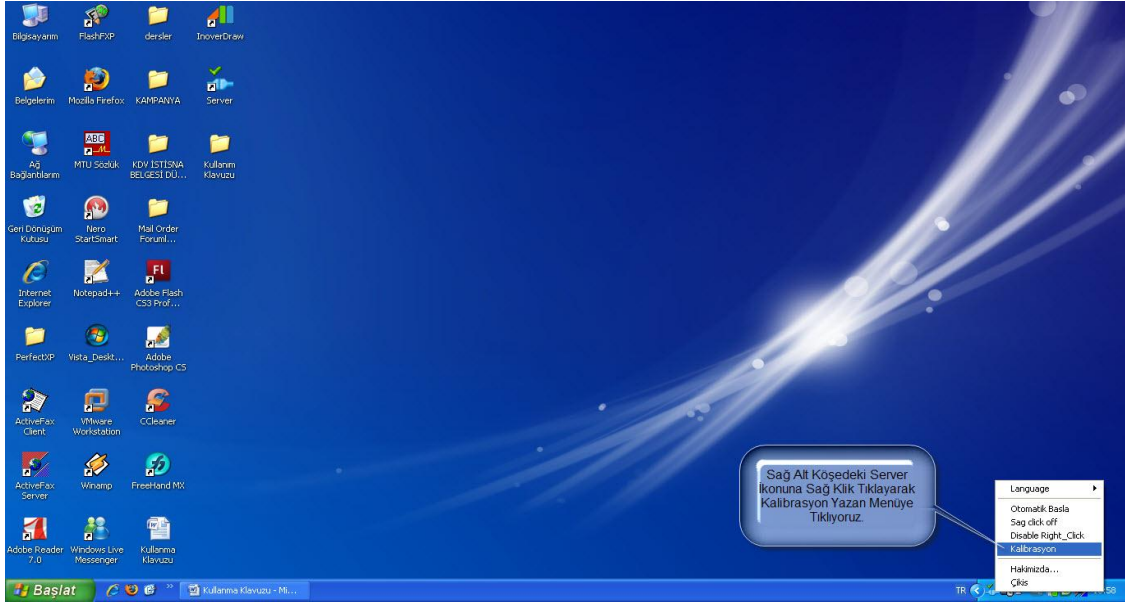 Bilgisayarım
FlashFXP
dersler
InoverDraw
Belgelerim
Mozilla Firefox
KAMPANYA
Server
Ağ
Bağlantılarım
ABC
MTU Sözlük
KDV İSTİSNA
BELGESİ DÜ...
Kullanım
Klavuzu
Geri Dönüşüm
Kutusu
Nero
StartSmart
Mail Order
Foruml...
Internet
Explorer
Notepad++
Fl
Adobe Flash
CS3 Prof...
PerfectXP
Vista_Deskt...
Adobe
Photoshop CS
ActiveFax
Client
VMware
Workstation
CCleaner
ActiveFax
Server
Winamp
FreeHand MX
Adobe Reader
7.0
Windows Live
Messenger
Kullanma
Klavuzu
Sağ Alt Köşedeki Server
İkonuna Sağ Klik Tıklayarak
Kalibrasyon Yazan Menüye
Tıklıyoruz.
Language
Otomatik Basla
Sag click off
Disable Right_Click
Kalibrasyon
Hakimizda...
Çikis
Başlat
Kullanma Klavuzu - Mi...
TR